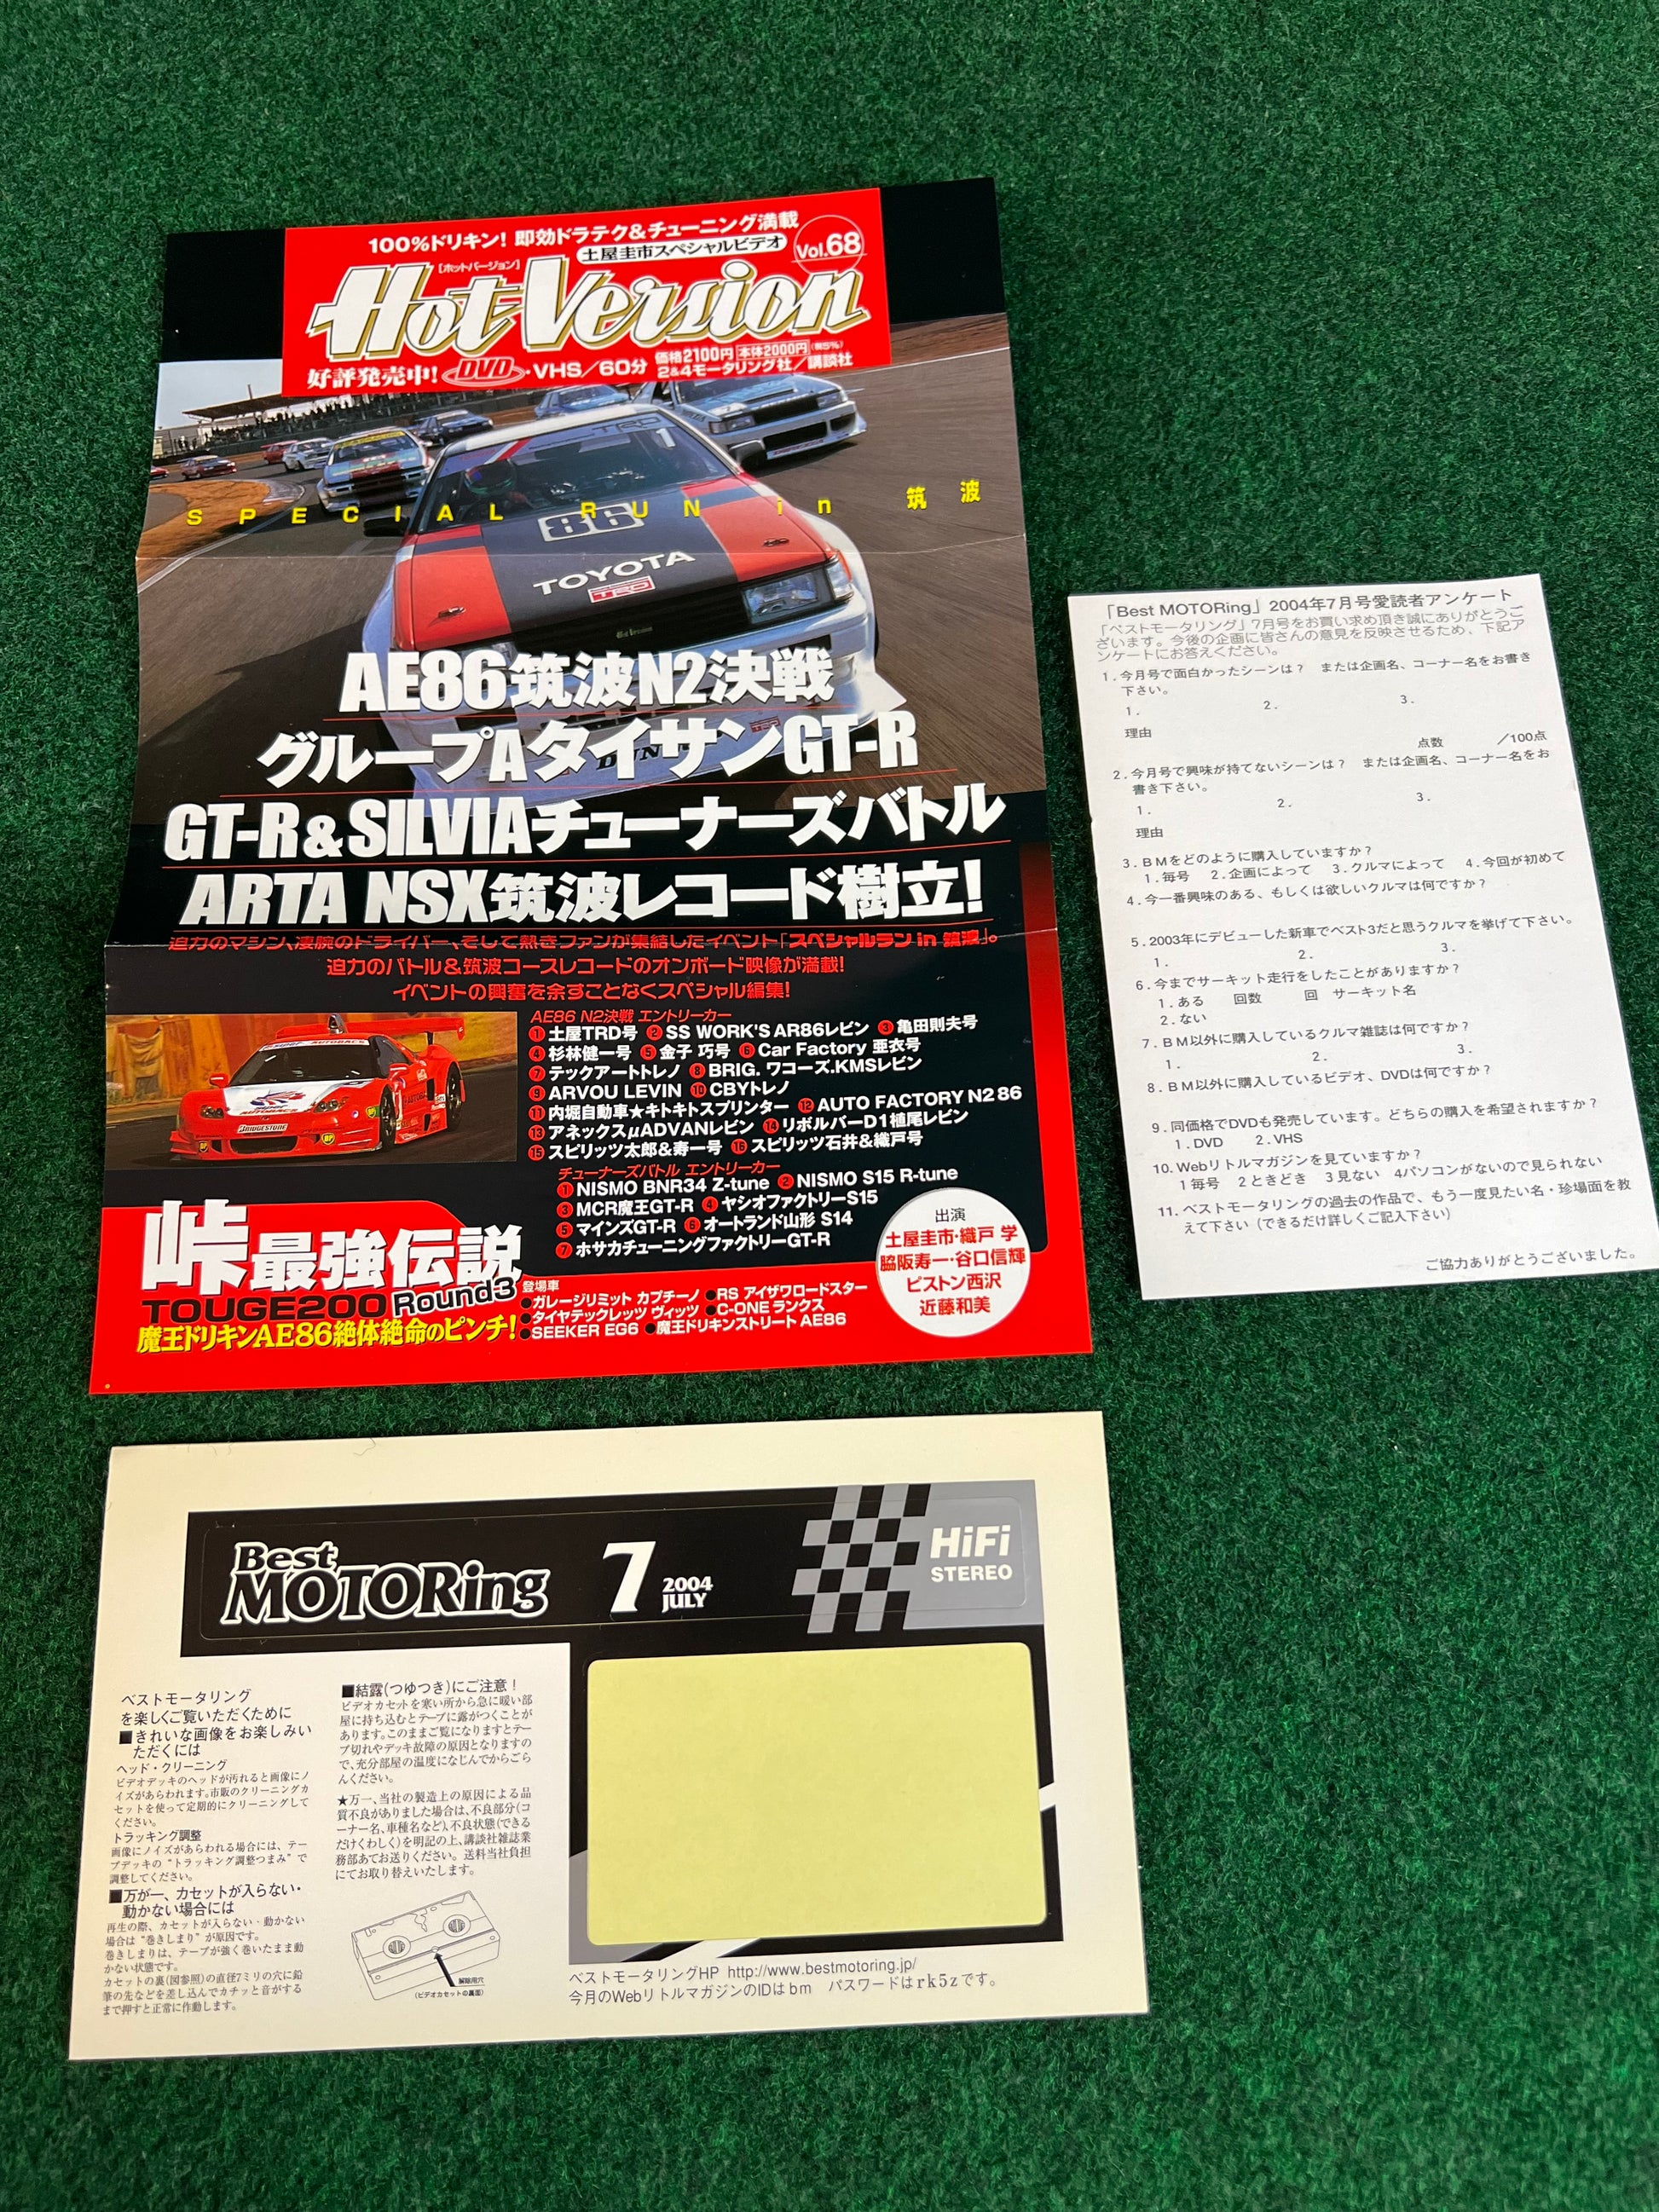 100%ドリキン! 即効ドラテク&チューニング満載
土屋圭市スペシャルビデオ
Vol.68
[ホットバージョン]
Hot Version
好評発売中! DVD・VHS/60分 価格2100円 本体2000円 (税5%)
2&4モータリング社/講談社
SPECIAL RUN in 筑波
86
TOYOTA
TRD
AE86筑波N2決戦
グループAタイサンGT-R
GT-R&SILVIAチューナーズバトル
ARTA NSX筑波レコード樹立!
迫力のマシン、凄腕のドライバー、そして熱きファンが集結したイベント「スペシャルラン in 筑波」。
迫力のバトル&筑波コースレコードのオンボード映像が満載!
イベントの興奮を余すことなくスペシャル編集!
AE86 N2決戦 エントリーカー
①土屋TRD号 ②SS WORK'S AR86レビン ③亀田則夫号
④杉林健一号 ⑤金子 巧号 ⑥Car Factory 亜衣号
⑦テックアートトレノ ⑧BRIG. ワコーズ.KMSレビン
⑨ARVOU LEVIN ⑩CBYトレノ
⑪内堀自動車★キトキトスプリンター ⑫AUTO FACTORY N2 86
⑬アネックスμADVANレビン ⑭リボルバーD1植尾レビン
⑮スピリッツ太郎&寿一号 ⑯スピリッツ石井&織戸号
チューナーズバトル エントリーカー
①NISMO BNR34 Z-tune ②NISMO S15 R-tune
③MCR魔王GT-R ④ヤシオファクトリーS15
⑤マインズGT-R ⑥オートランド山形 S14
⑦ホサカチューニングファクトリーGT-R
出演
土屋圭市・織戸 学
脇阪寿一・谷口信輝
ピストン西沢
近藤和美
峠最強伝説
TOUGE200 Round3
魔王ドリキンAE86絶体絶命のピンチ!
登場車
●ガレージリミット カプチーノ ●RS アイザワロードスター
●タイヤテックレッツ ヴィッツ ●C-ONE ランクス
●SEEKER EG6 ●魔王ドリキンストリート AE86
「Best MOTORing」2004年7月号愛読者アンケート
「ベストモータリング」7月号をお買い求め頂き誠にありがとうご
ざいます。今後の企画に皆さんの意見を反映させるため、下記ア
ンケートにお答えください。
1.今月号で面白かったシーンは? または企画名、コーナー名をお書き
下さい。
1. 2. 3.
理由
点数 /100点
2.今月号で興味が持てないシーンは? または企画名、コーナー名をお
書き下さい。
1. 2. 3.
理由
3.BMをどのように購入していますか?
1.毎号 2.企画によって 3.クルマによって 4.今回が初めて
4.今一番興味のある、もしくは欲しいクルマは何ですか?
5.2003年にデビューした新車でベスト3だと思うクルマを挙げて下さい。
1. 2. 3.
6.今までサーキット走行をしたことがありますか?
1.ある 回数 回 サーキット名
2.ない
7.BM以外に購入しているクルマ雑誌は何ですか?
1. 2. 3.
8.BM以外に購入しているビデオ、DVDは何ですか?
9.同価格でDVDも発売しています。どちらの購入を希望されますか?
1.DVD 2.VHS
10.Webリトルマガジンを見ていますか?
1毎号 2ときどき 3見ない 4パソコンがないので見られない
11.ベストモータリングの過去の作品で、もう一度見たい名・珍場面を教
えて下さい(できるだけ詳しくご記入下さい)
ご協力ありがとうございました。
Best MOTORing 7 2004 JULY
HiFi STEREO
ベストモータリング
を楽しくご覧いただくために
■きれいな画像をお楽しみい
ただくには
ヘッド・クリーニング
ビデオデッキのヘッドが汚れると画像にノ
イズがあらわれます。市販のクリーニングカ
セットを使って定期的にクリーニングして
ください。
トラッキング調整
画像にノイズがあらわれる場合には、テー
プデッキの"トラッキング調整つまみ"で
調整してください。
■万が一、カセットが入らない・
動かない場合には
再生の際、カセットが入らない・動かない
場合は"巻きしまり"が原因です。
巻きしまりは、テープが強く巻いたまま動
かない状態です。
カセットの裏(図参照)の直径7ミリの穴に鉛
筆の先などを差し込んでカチッと音がする
まで押すと正常に作動します。
■結露(つゆつき)にご注意!
ビデオカセットを寒い所から急に暖い部
屋に持ち込むとテープに露がつくことが
あります。このままご覧になりますとテー
プ切れやデッキ故障の原因となりますの
で、充分部屋の温度になじんでからごら
んください。
★万一、当社の製造上の原因による品
質不良がありました場合は、不良部分(コ
ーナー名、車種名など)、不良状態(できる
だけくわしく)を明記の上、講談社雑誌業
務部あてお送りください。送料当社負担
にてお取り替えいたします。
解除用穴
(ビデオカセットの裏面)
ベストモータリングHP http://www.bestmotoring.jp/
今月のWebリトルマガジンのIDはbm パスワードはrk5zです。